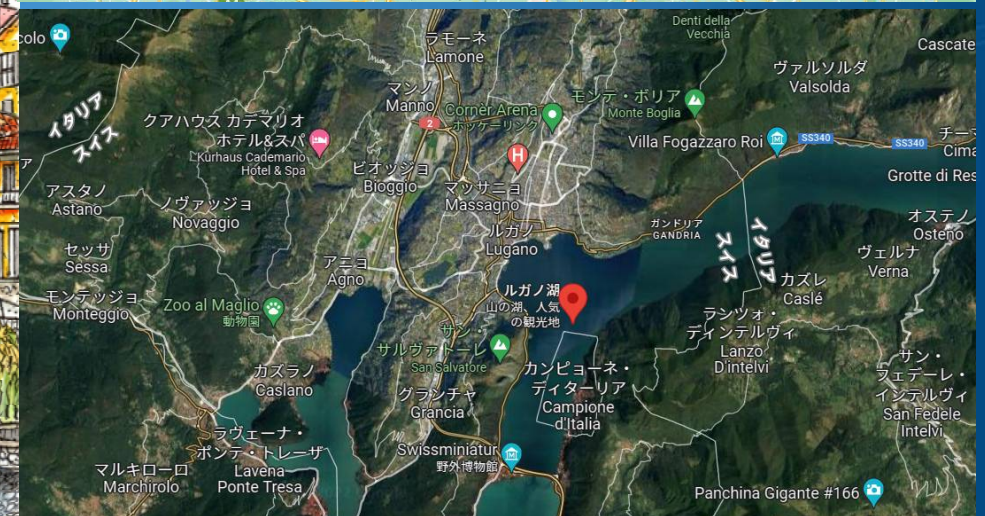 colo
ラモーネ
Lamone
Denti della
Vecchia
Cascate
ヴァルソルダ
Valsolda
イタリア
スイス
マンノ
Manno
2
Cornèr Arena
ホッケーリンク
モンテ・ボリア
Monte Boglia
クアハウス カデマリオ
ホテル&スパ
Kurhaus Cademario
Hotel & Spa
H
Villa Fogazzaro Roi
SS340
SS340
チーマ
Cima
ア
ビオッジョ
Bioggio
マッサニョ
Massagno
Grotte di Res
アスタノ
Astano
ノヴァッジョ
Novaggio
ルガノ
Lugano
ガンドリア
GANDRIA
イタリア
スイス
オステノ
Osteno
セッサ
Sessa
アニョ
Agno
ヴェルナ
Verna
カズレ
Caslé
モンテッジョ
Monteggio
Zoo al Maglio
動物園
ルガノ湖
山の湖、人気
の観光地
ランツォ・
ディンテルヴィ
Lanzo
D'intelvi
サン・
サルヴァトーレ
San Salvatore
カズラノ
Caslano
グランチャ
Grancia
カンピョーネ・
ディターリア
Campione
d'Italia
サン・
フェデーレ・
インテルヴィ
San Fedele
Intelvi
ラヴェーナ・
ポンテ・トレーザ
Lavena
Ponte Tresa
Swissminiatur
野外博物館
マルキローロ
Marchirolo
Panchina Gigante #166